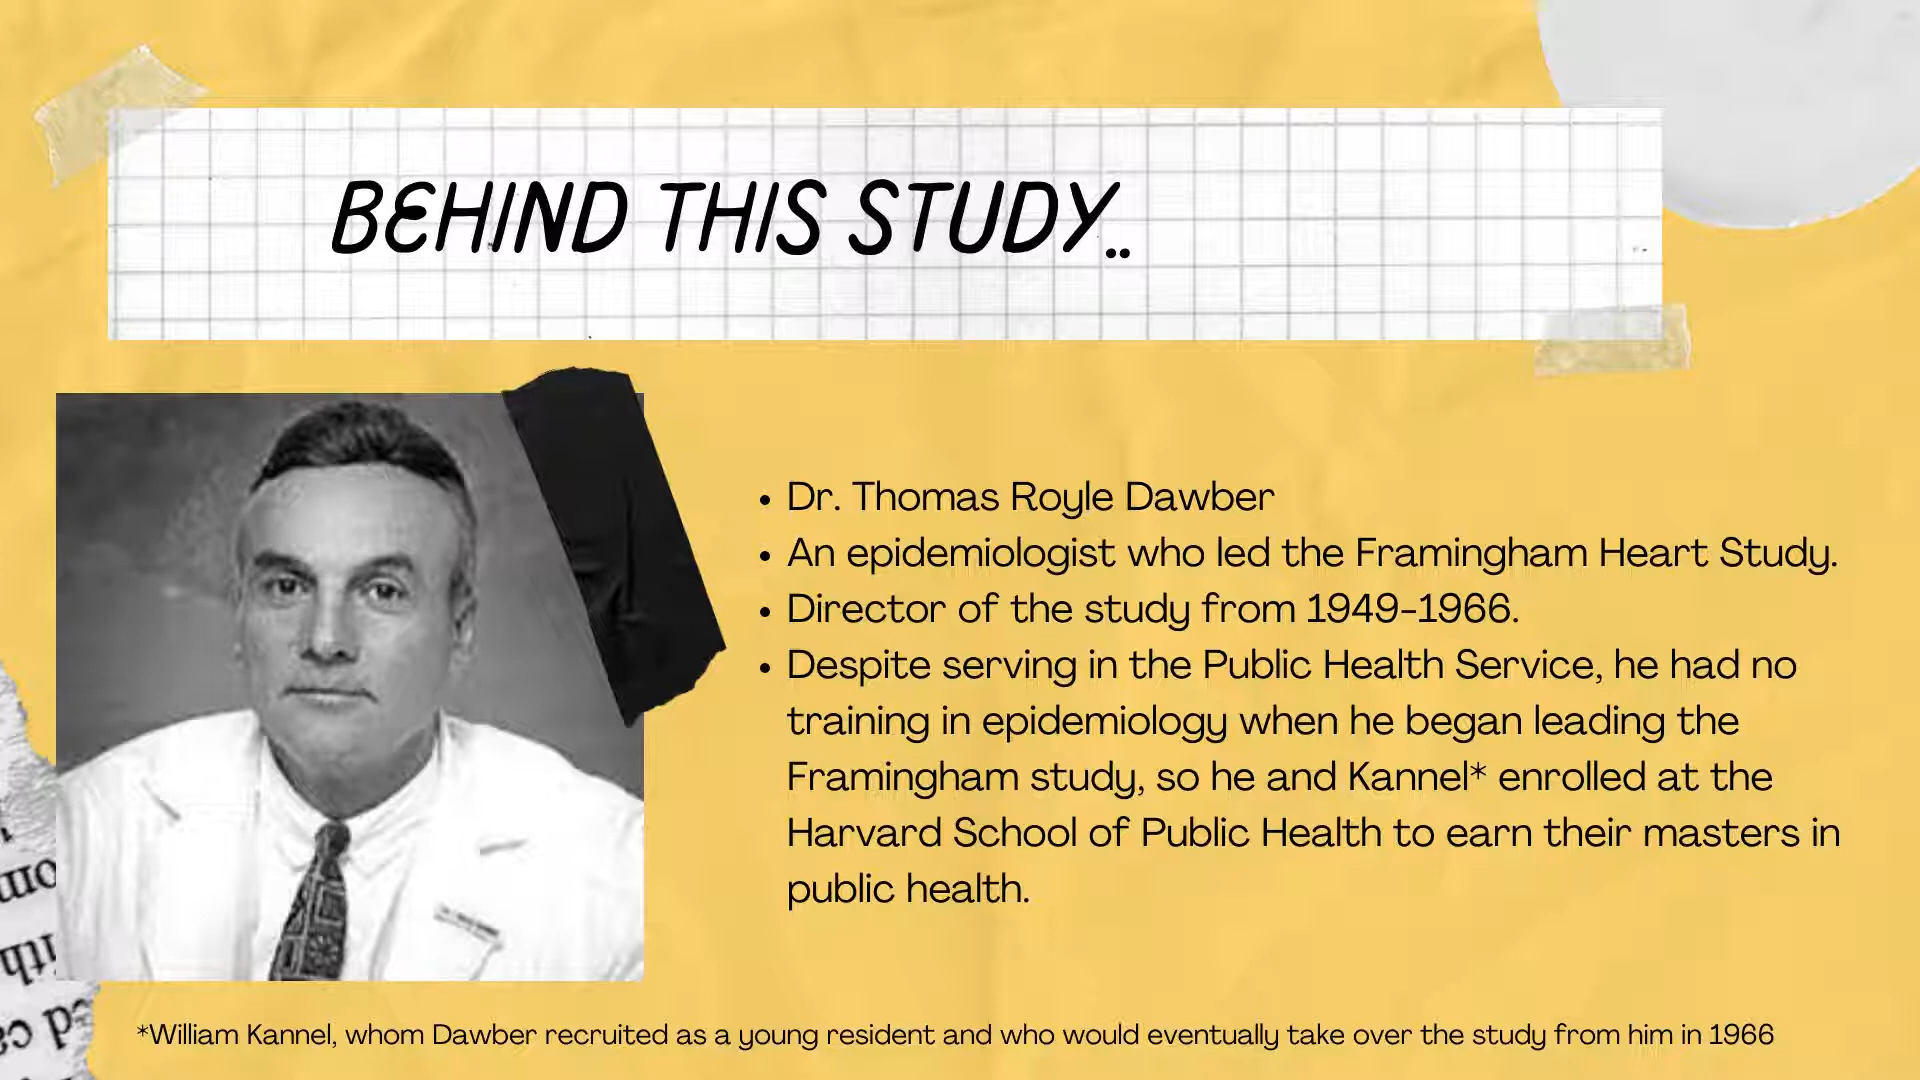 BEHIND THIS STUDY..
• Dr. Thomas Royle Dawber
• An epidemiologist who led the Framingham Heart Study.
• Director of the study from 1949-1966.
• Despite serving in the Public Health Service, he had no
training in epidemiology when he began leading the
Framingham study, so he and Kannel* enrolled at the
Harvard School of Public Health to earn their masters in
public health.
*William Kannel, whom Dawber recruited as a young resident and who would eventually take over the study from him in 1966